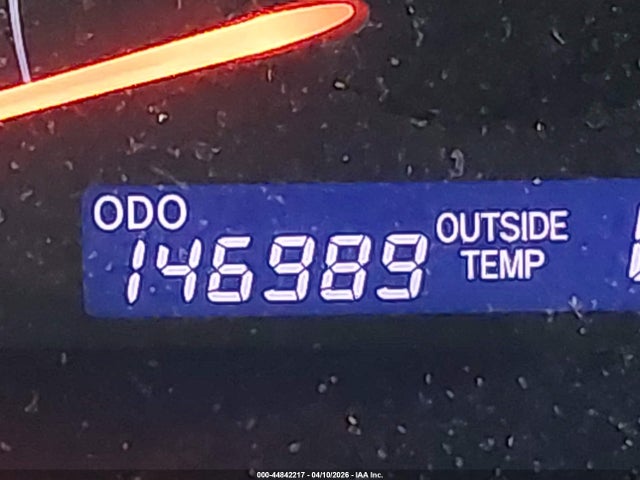 ODO
146989
OUTSIDE
TEMP
000-44842217 - 04/10/2026 - IAA Inc.